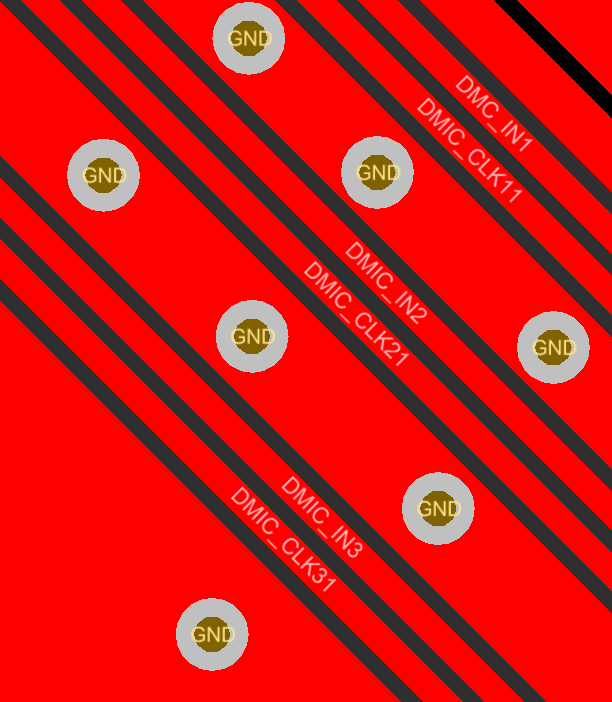 GND
DMC_IN1
DMIC_CLK11
GND
GND
DMIC_IN2
DMIC_CLK21
GND
GND
DMIC_IN3
DMIC_CLK31
GND
GND